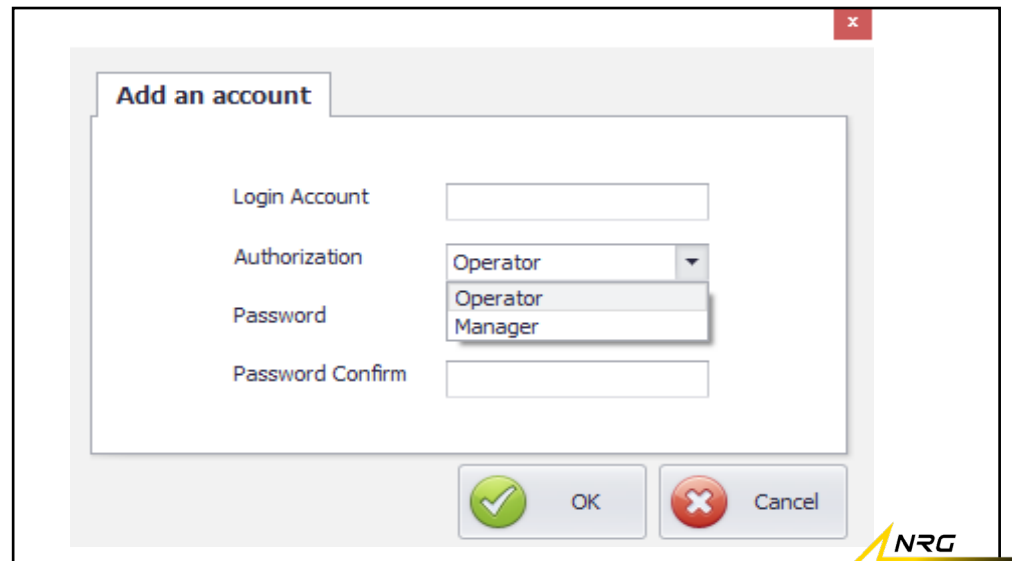 x
Add an account
Login Account
Authorization
Operator
Operator
Manager
Password
Password Confirm
OK
Cancel
NRG